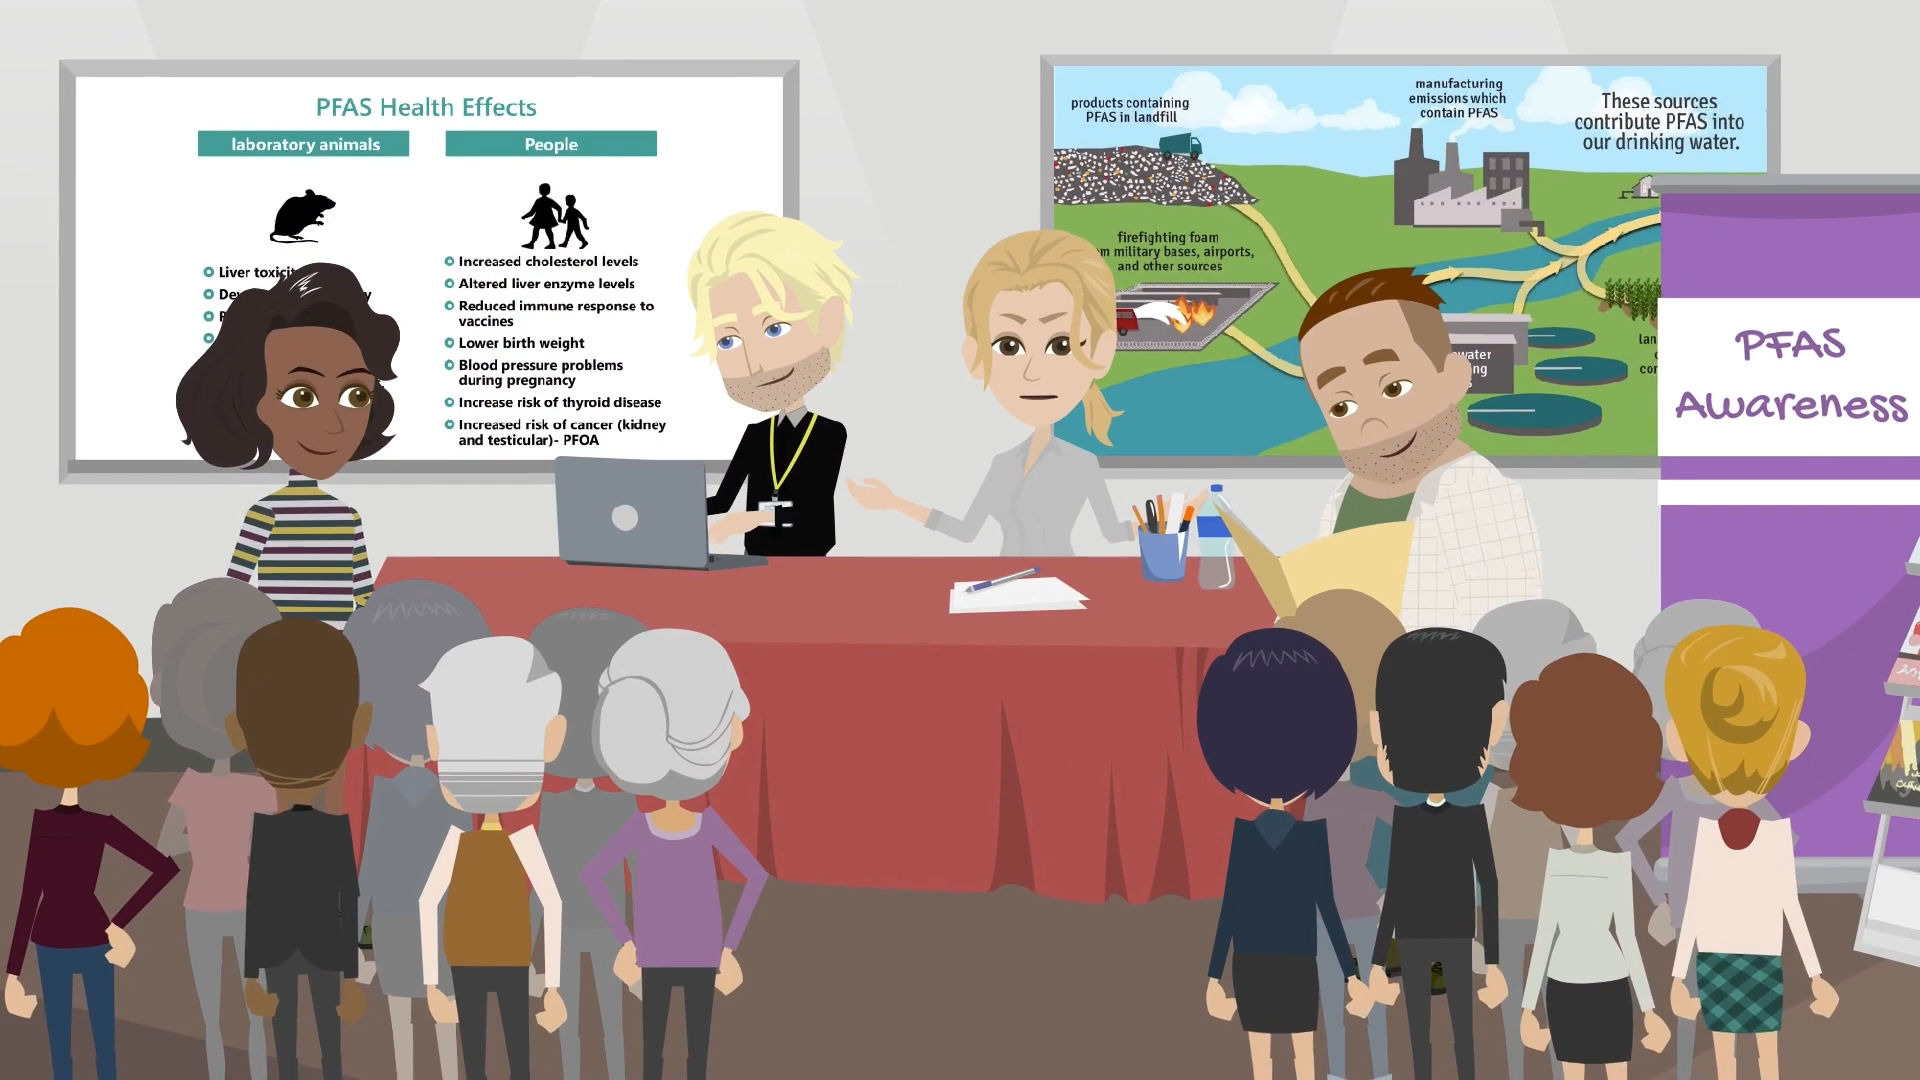 PFAS Health Effects
laboratory animals
Liver
People
Increased cholesterol levels
Altered liver enzyme levels
Reduced immune response to
vaccines
Lower birth weight
Blood pressure problems
during pregnancy
Increase risk of thyroid disease
Increased risk of cancer (kidney
and testicular)- PFOA
products containing
PFAS in landfill
manufacturing
emissions which
contain PFAS
These sources
contribute PFAS into
our drinking water.
firefighting foam
military bases, airports,
and other sources
water
PFAS
Awareness